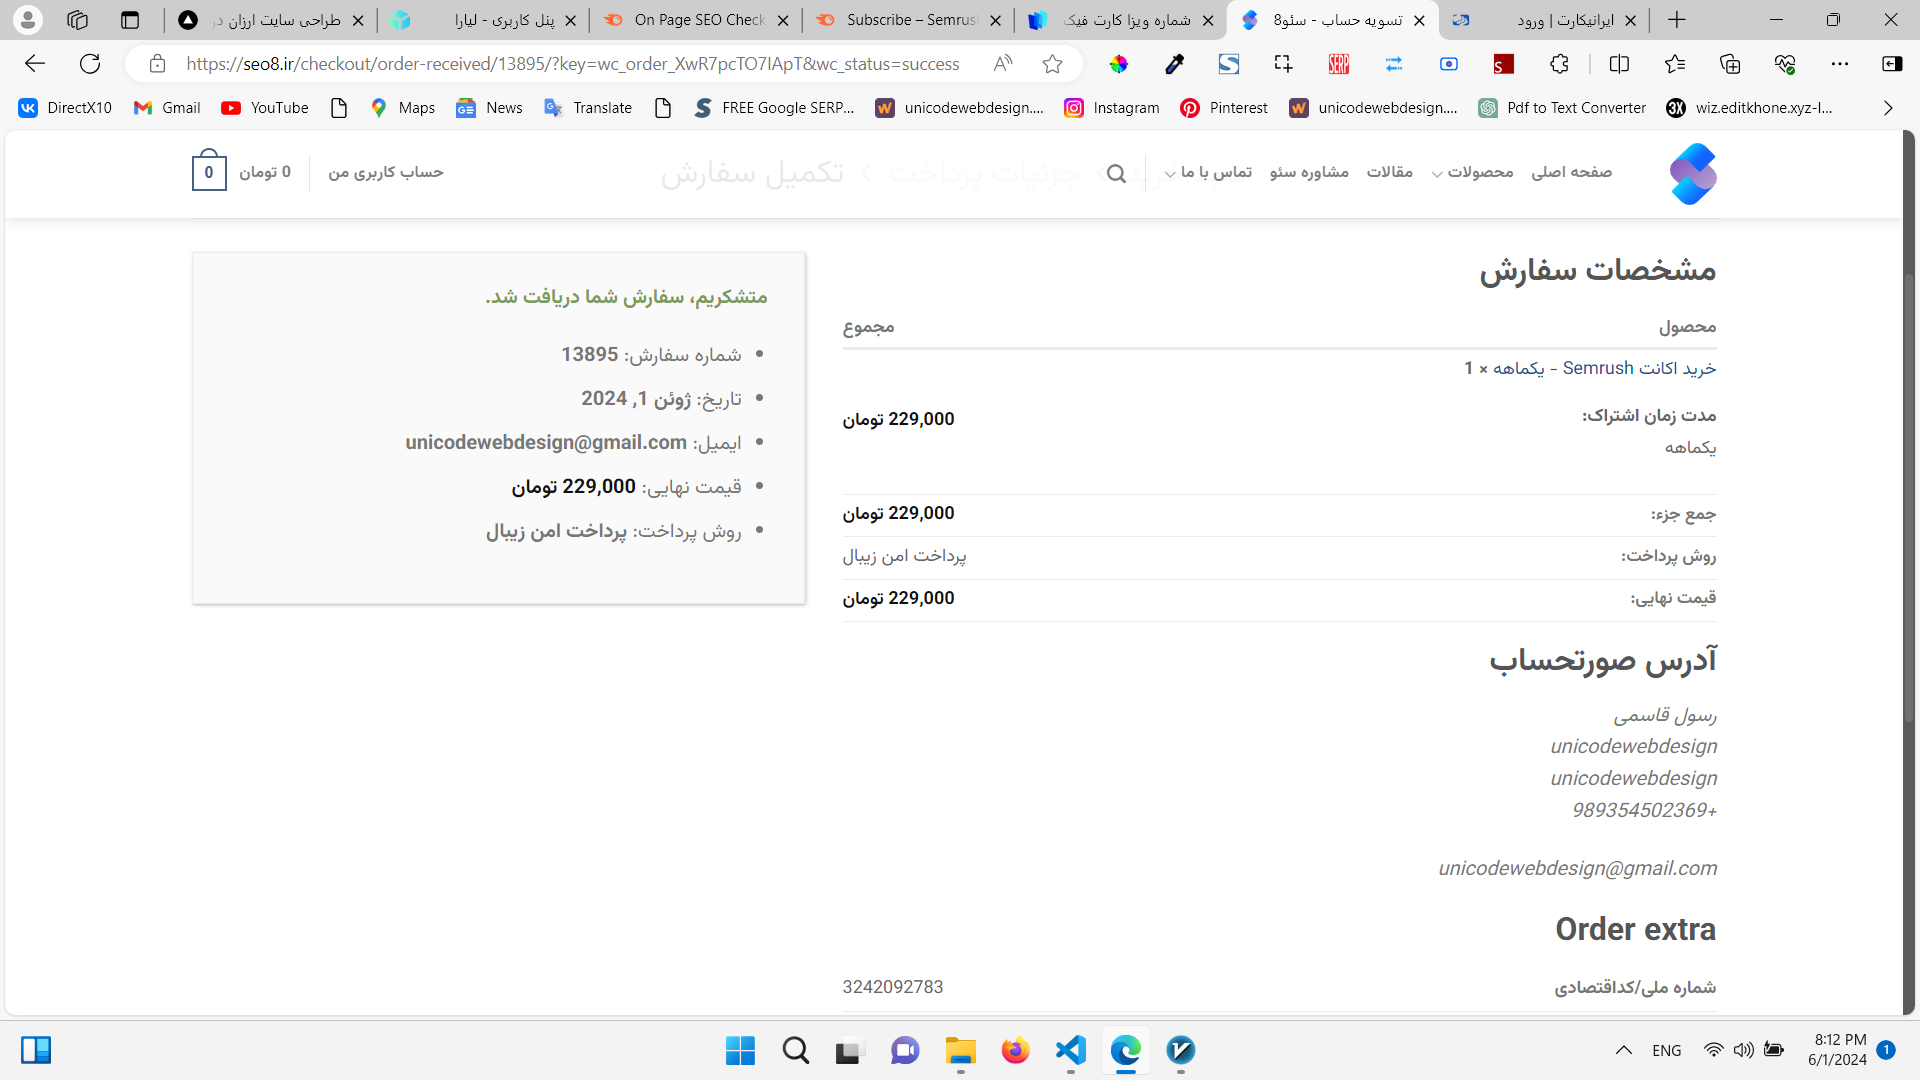 طراحی سایت ارزان در
پنل کاربری - لیارا
On Page SEO Check
Subscribe – Semrus
شماره ویزا کارت فیک
تسویه حساب - سئو8
ایرانیکارت | ورود
https://seo8.ir/checkout/order-received/13895/?key=wc_order_XwR7pcTO7IApT&wc_status=success
DirectX10
Gmail
YouTube
Maps
News
Translate
FREE Google SERP...
unicodewebdesign....
Instagram
Pinterest
unicodewebdesign....
Pdf to Text Converter
wiz.editkhone.xyz-I...
صفحه اصلی
محصولات
مقالات
مشاوره سئو
تماس با ما
جزئیات پرداخت
تکمیل سفارش
حساب کاربری من
0 تومان
0
مشخصات سفارش
محصول مجموع
خرید اکانت Semrush - یکماهه × 1
مدت زمان اشتراک:
یکماهه
229,000 تومان
جمع جزء: 229,000 تومان
روش پرداخت: پرداخت امن زیبال
قیمت نهایی: 229,000 تومان
متشکریم، سفارش شما دریافت شد.
شماره سفارش: 13895
تاریخ: ژوئن 1, 2024
ایمیل: unicodewebdesign@gmail.com
قیمت نهایی: 229,000 تومان
روش پرداخت: پرداخت امن زیبال
آدرس صورتحساب
رسول قاسمی
unicodewebdesign
unicodewebdesign
989354502369+
unicodewebdesign@gmail.com
Order extra
شماره ملی/کداقتصادی 3242092783
ENG
8:12 PM
6/1/2024
1